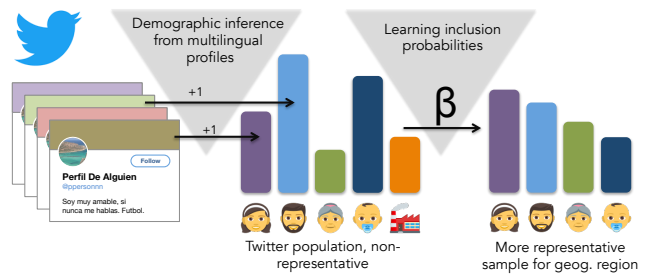 Demographic inference
from multilingual
profiles
Learning inclusion
probabilities
+1
+1
β
Follow
Perfil De Alguien
@ppersonnn
Soy muy amable, si
nunca me hablas. Futbol.
Twitter population, non-
representative
More representative
sample for geog. region